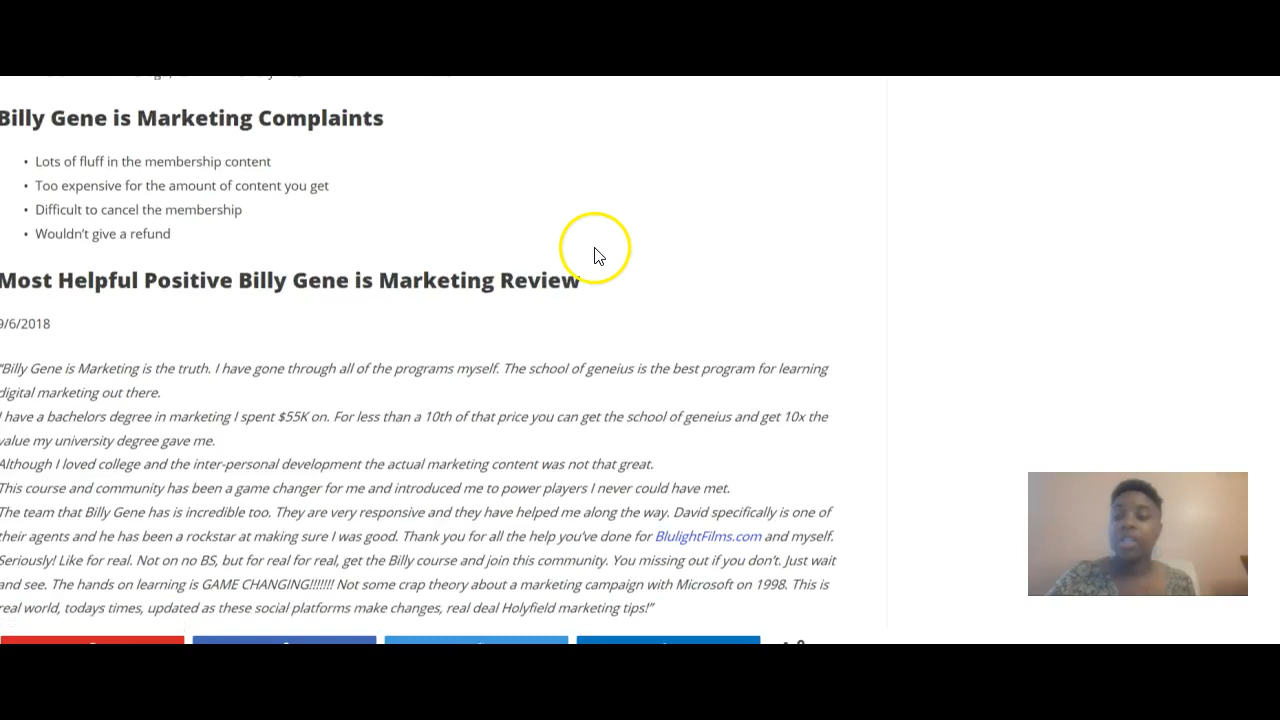 Billy Gene is Marketing Complaints
• Lots of fluff in the membership content
• Too expensive for the amount of content you get
• Difficult to cancel the membership
• Wouldn't give a refund
Most Helpful Positive Billy Gene is Marketing Review
9/6/2018
"Billy Gene is Marketing is the truth. I have gone through all of the programs myself. The school of geneius is the best program for learning
digital marketing out there.
I have a bachelors degree in marketing I spent $55K on. For less than a 10th of that price you can get the school of geneius and get 10x the
value my university degree gave me.
Although I loved college and the inter-personal development the actual marketing content was not that great.
This course and community has been a game changer for me and introduced me to power players I never could have met.
The team that Billy Gene has is incredible too. They are very responsive and they have helped me along the way. David specifically is one of
their agents and he has been a rockstar at making sure I was good. Thank you for all the help you've done for BlulightFilms.com and myself.
Seriously! Like for real. Not on no BS, but for real for real, get the Billy course and join this community. You missing out if you don't. Just wait
and see. The hands on learning is GAME CHANGING!!!!!!! Not some crap theory about a marketing campaign with Microsoft on 1998. This is
real world, todays times, updated as these social platforms make changes, real deal Holyfield marketing tips!"